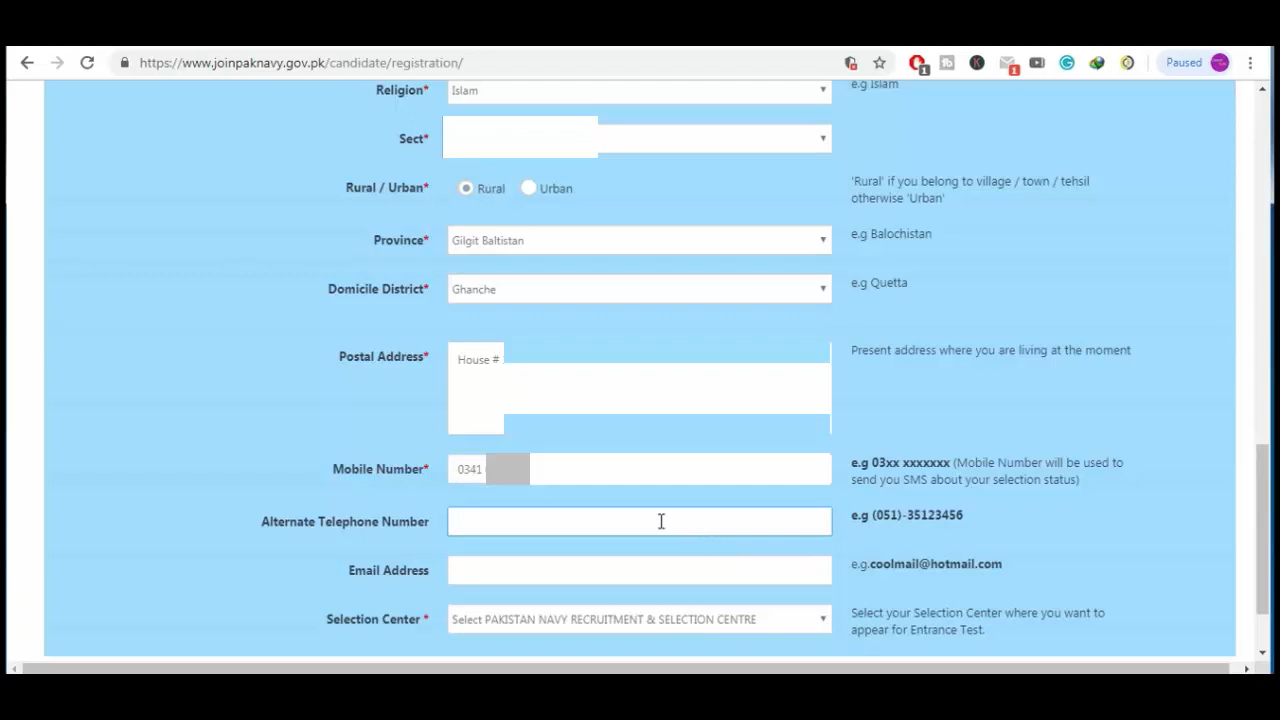 https://www.joinpaknavy.gov.pk/candidate/registration/
1
1
Paused
Religion*
Islam
e.g Islam
Sect*
Rural / Urban*
Rural
Urban
'Rural' if you belong to village / town / tehsil
otherwise 'Urban'
Province*
Gilgit Baltistan
e.g Balochistan
Domicile District*
Ghanche
e.g Quetta
Postal Address*
House #
Present address where you are living at the moment
Mobile Number*
0341
e.g 03xx xxxxxxx (Mobile Number will be used to
send you SMS about your selection status)
Alternate Telephone Number
e.g (051)-35123456
Email Address
e.g.coolmail@hotmail.com
Selection Center *
Select PAKISTAN NAVY RECRUITMENT & SELECTION CENTRE
Select your Selection Center where you want to
appear for Entrance Test.